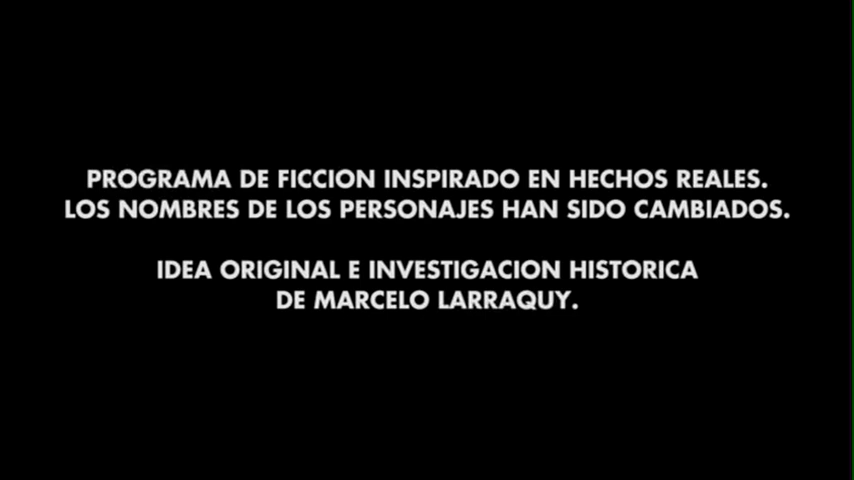 PROGRAMA DE FICCION INSPIRADO EN HECHOS REALES.
LOS NOMBRES DE LOS PERSONAJES HAN SIDO CAMBIADOS.
IDEA ORIGINAL E INVESTIGACION HISTORICA
DE MARCELO LARRAQUY.